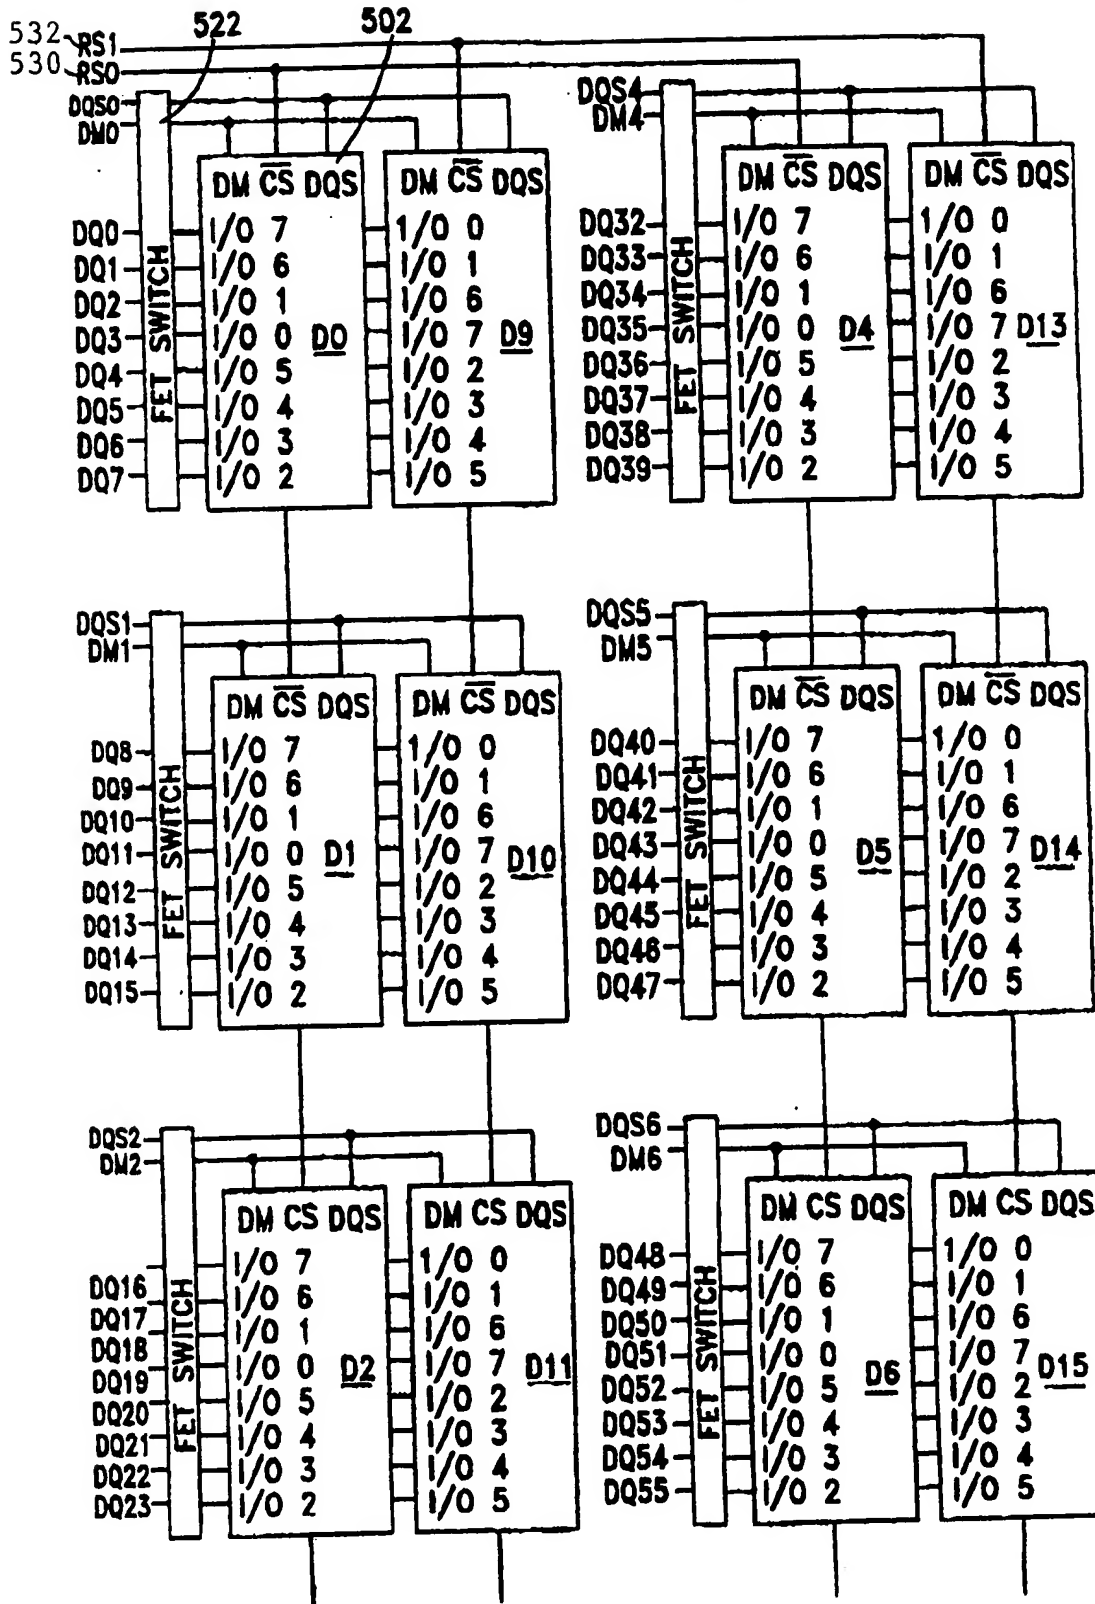 532 RS1 522 502
530 RS0
DQS0
DM0
DM CS DQS DM CS DQS
FET SWITCH
DQ0 I/O 7 1/O 0
DQ1 I/O 6 I/O 1
DQ2 I/O 1 I/O 6
DQ3 I/O 0 D0 I/O 7 D9
DQ4 I/O 5 I/O 2
DQ5 I/O 4 I/O 3
DQ6 I/O 3 I/O 4
DQ7 I/O 2 I/O 5
DQS4
DM4
DM CS DQS DM CS DQS
FET SWITCH
DQ32 I/O 7 1/O 0
DQ33 I/O 6 I/O 1
DQ34 I/O 1 I/O 6
DQ35 I/O 0 D4 I/O 7 D13
DQ36 I/O 5 I/O 2
DQ37 I/O 4 I/O 3
DQ38 I/O 3 I/O 4
DQ39 I/O 2 I/O 5
DQS1
DM1
DM CS DQS DM CS DQS
FET SWITCH
DQ8 I/O 7 1/O 0
DQ9 I/O 6 I/O 1
DQ10 I/O 1 I/O 6
DQ11 I/O 0 D1 I/O 7 D10
DQ12 I/O 5 I/O 2
DQ13 I/O 4 I/O 3
DQ14 I/O 3 I/O 4
DQ15 I/O 2 I/O 5
DQS5
DM5
DM CS DQS DM CS DQS
FET SWITCH
DQ40 I/O 7 1/O 0
DQ41 I/O 6 I/O 1
DQ42 I/O 1 I/O 6
DQ43 I/O 0 D5 I/O 7 D14
DQ44 I/O 5 I/O 2
DQ45 I/O 4 I/O 3
DQ46 I/O 3 I/O 4
DQ47 I/O 2 I/O 5
DQS2
DM2
DM CS DQS DM CS DQS
FET SWITCH
DQ16 I/O 7 1/O 0
DQ17 I/O 6 I/O 1
DQ18 I/O 1 I/O 6
DQ19 I/O 0 D2 I/O 7 D11
DQ20 I/O 5 I/O 2
DQ21 I/O 4 I/O 3
DQ22 I/O 3 I/O 4
DQ23 I/O 2 I/O 5
DQS6
DM6
DM CS DQS DM CS DQS
FET SWITCH
DQ48 I/O 7 1/O 0
DQ49 I/O 6 I/O 1
DQ50 I/O 1 I/O 6
DQ51 I/O 0 D6 I/O 7 D15
DQ52 I/O 5 I/O 2
DQ53 I/O 4 I/O 3
DQ54 I/O 3 I/O 4
DQ55 I/O 2 I/O 5